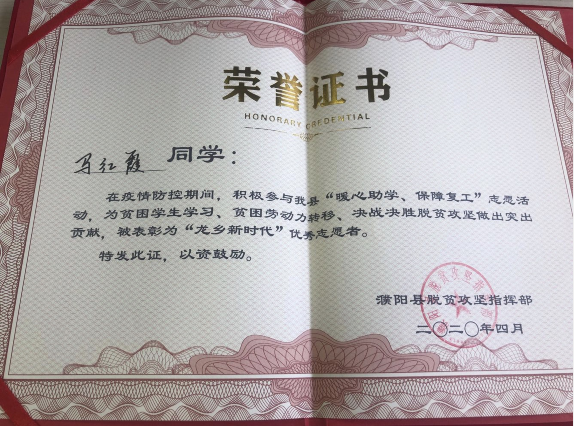 荣誉证书
HONORARY CREDENTIAL
马红霞 同学：
在疫情防控期间，积极参与我县“暖心助学、保障复工”志愿活
动，为贫困学生学习、贫困劳动力转移、决战决胜脱贫攻坚做出突出
贡献，被表彰为“龙乡新时代”优秀志愿者。
特发此证，以资鼓励。
濮阳县脱贫攻坚指挥部
二〇二〇年四月